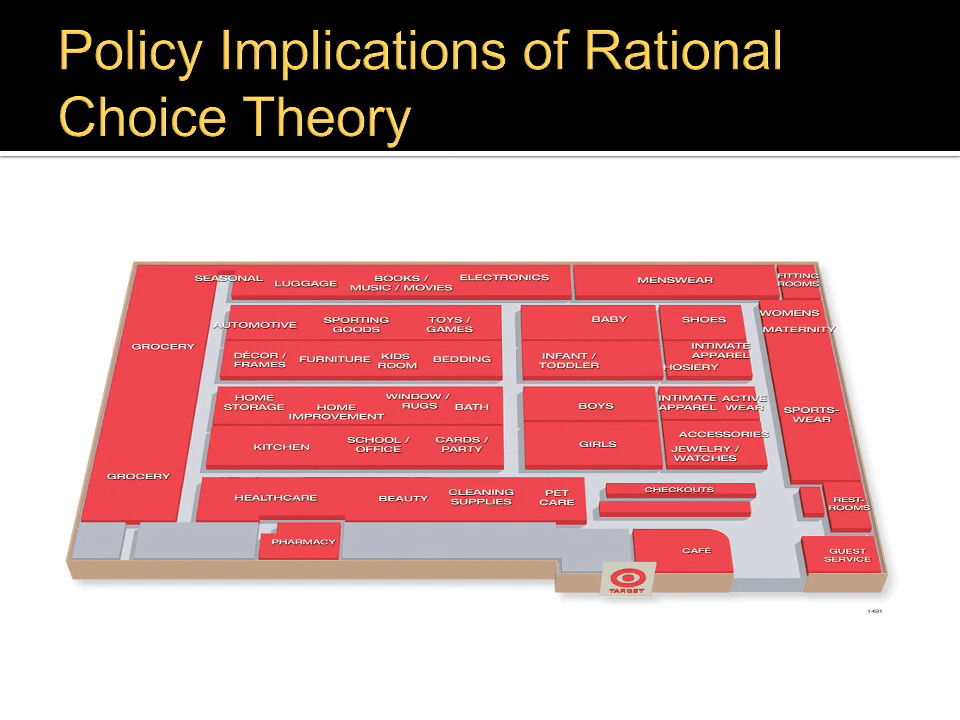 Policy Implications of Rational
Choice Theory
SEASONAL
LUGGAGE
BOOKS /
MUSIC / MOVIES
ELECTRONICS
MENSWEAR
FITTING
ROOMS
GROCERY
AUTOMOTIVE
SPORTING
GOODS
TOYS /
GAMES
BABY
SHOES
WOMENS
MATERNITY
DÉCOR /
FRAMES
FURNITURE
KIDS
ROOM
BEDDING
INFANT /
TODDLER
INTIMATE
APPAREL
HOSIERY
HOME
STORAGE
HOME
IMPROVEMENT
WINDOW /
RUGS
BATH
BOYS
INTIMATE
APPAREL
ACTIVE
WEAR
SPORTS-
WEAR
KITCHEN
SCHOOL /
OFFICE
CARDS /
PARTY
GIRLS
ACCESSORIES
JEWELRY /
WATCHES
GROCERY
HEALTHCARE
BEAUTY
CLEANING
SUPPLIES
PET
CARE
CHECKOUTS
REST-
ROOMS
PHARMACY
CAFÉ
GUEST
SERVICE
TARGET
1491